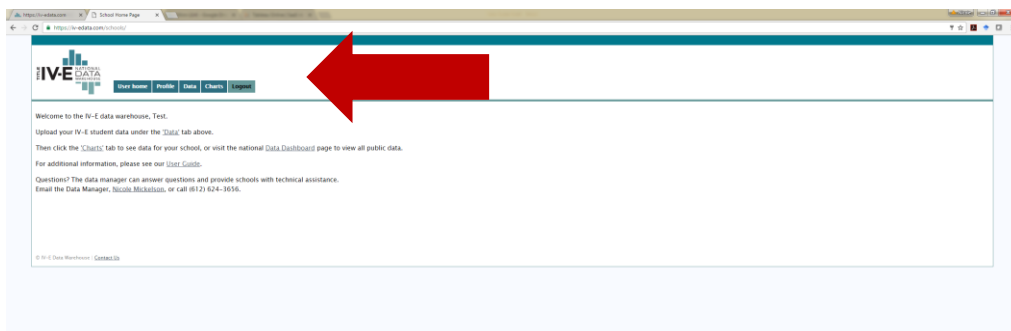 https://iv-edata.com
School Home Page
https://iv-edata.com/schools/
TITLE IV-E NATIONAL DATA WAREHOUSE
User home Profile Data Charts Logout
Welcome to the IV-E data warehouse, Test.
Upload your IV-E student data under the 'Data' tab above.
Then click the 'Charts' tab to see data for your school, or visit the national Data Dashboard page to view all public data.
For additional information, please see our User Guide.
Questions? The data manager can answer questions and provide schools with technical assistance.
Email the Data Manager, Nicole Mickelson, or call (612) 624-3656.
© IV-E Data Warehouse | Contact Us